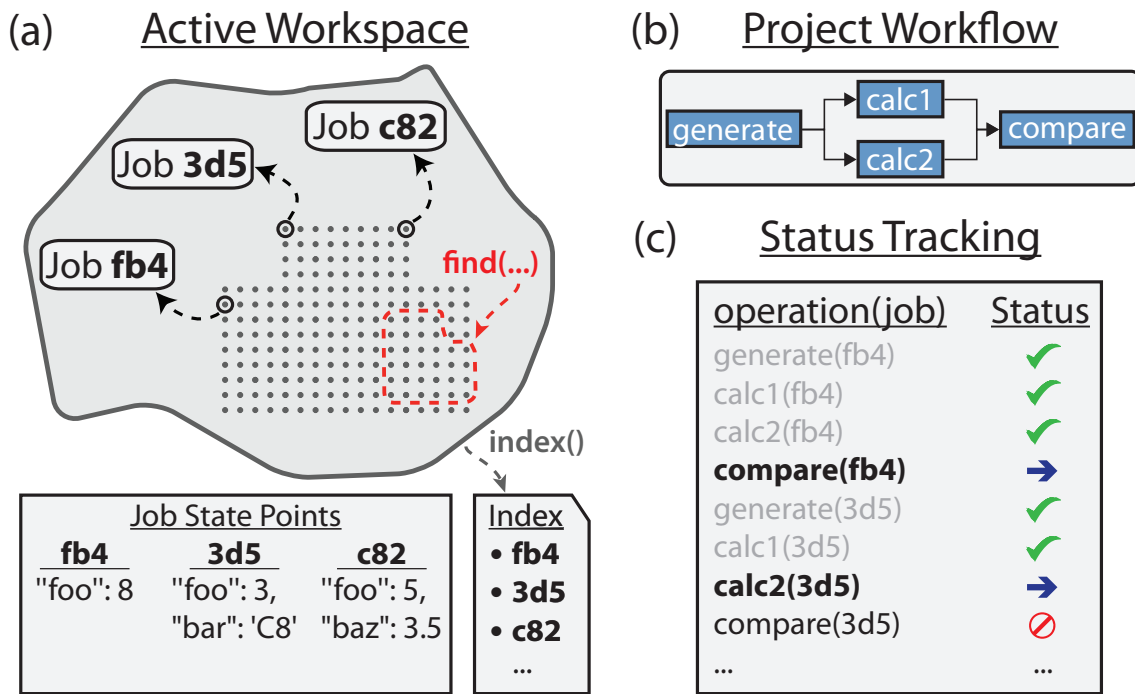 (a) Active Workspace
Job c82
Job 3d5
Job fb4
find(...)
index()
Job State Points
fb4 3d5 c82
"foo": 8 "foo": 3, "foo": 5,
"bar": 'C8' "baz": 3.5
Index
• fb4
• 3d5
• c82
...
(b) Project Workflow
generate
calc1
calc2
compare
(c) Status Tracking
operation(job) Status
generate(fb4)
calc1(fb4)
calc2(fb4)
compare(fb4)
generate(3d5)
calc1(3d5)
calc2(3d5)
compare(3d5)
... ...